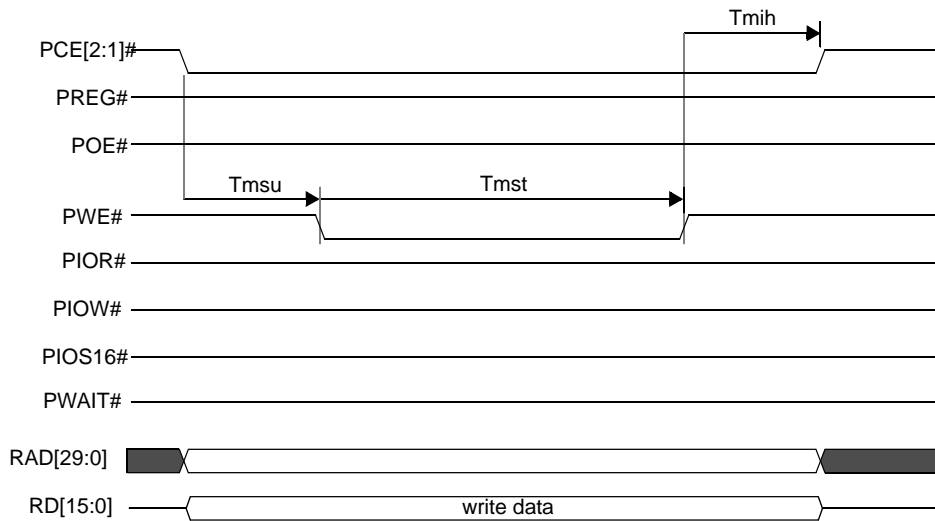 Tmih
PCE[2:1]#
PREG#
POE#
Tmsu
Tmst
PWE#
PIOR#
PIOW#
PIOS16#
PWAIT#
RAD[29:0]
RD[15:0]
write data